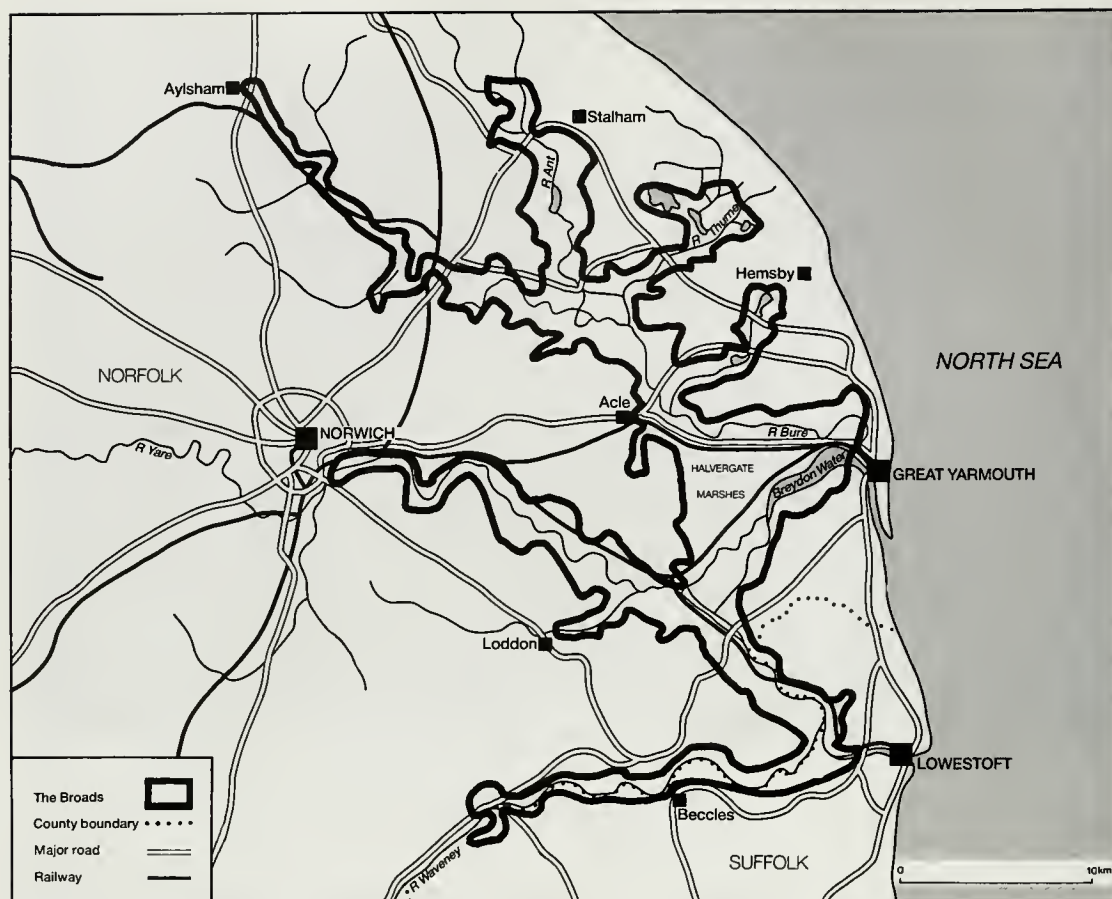 Aylsham
Stalham
R Ant
R Thurne
Hemsby
NORTH SEA
NORFOLK
Acle
NORWICH
R Yare
R Bure
HALVERGATE
MARSHES
Breydon Water
GREAT YARMOUTH
Loddon
LOWESTOFT
Beccles
SUFFOLK
R Waveney
The Broads
County boundary
Major road
Railway
0 10km